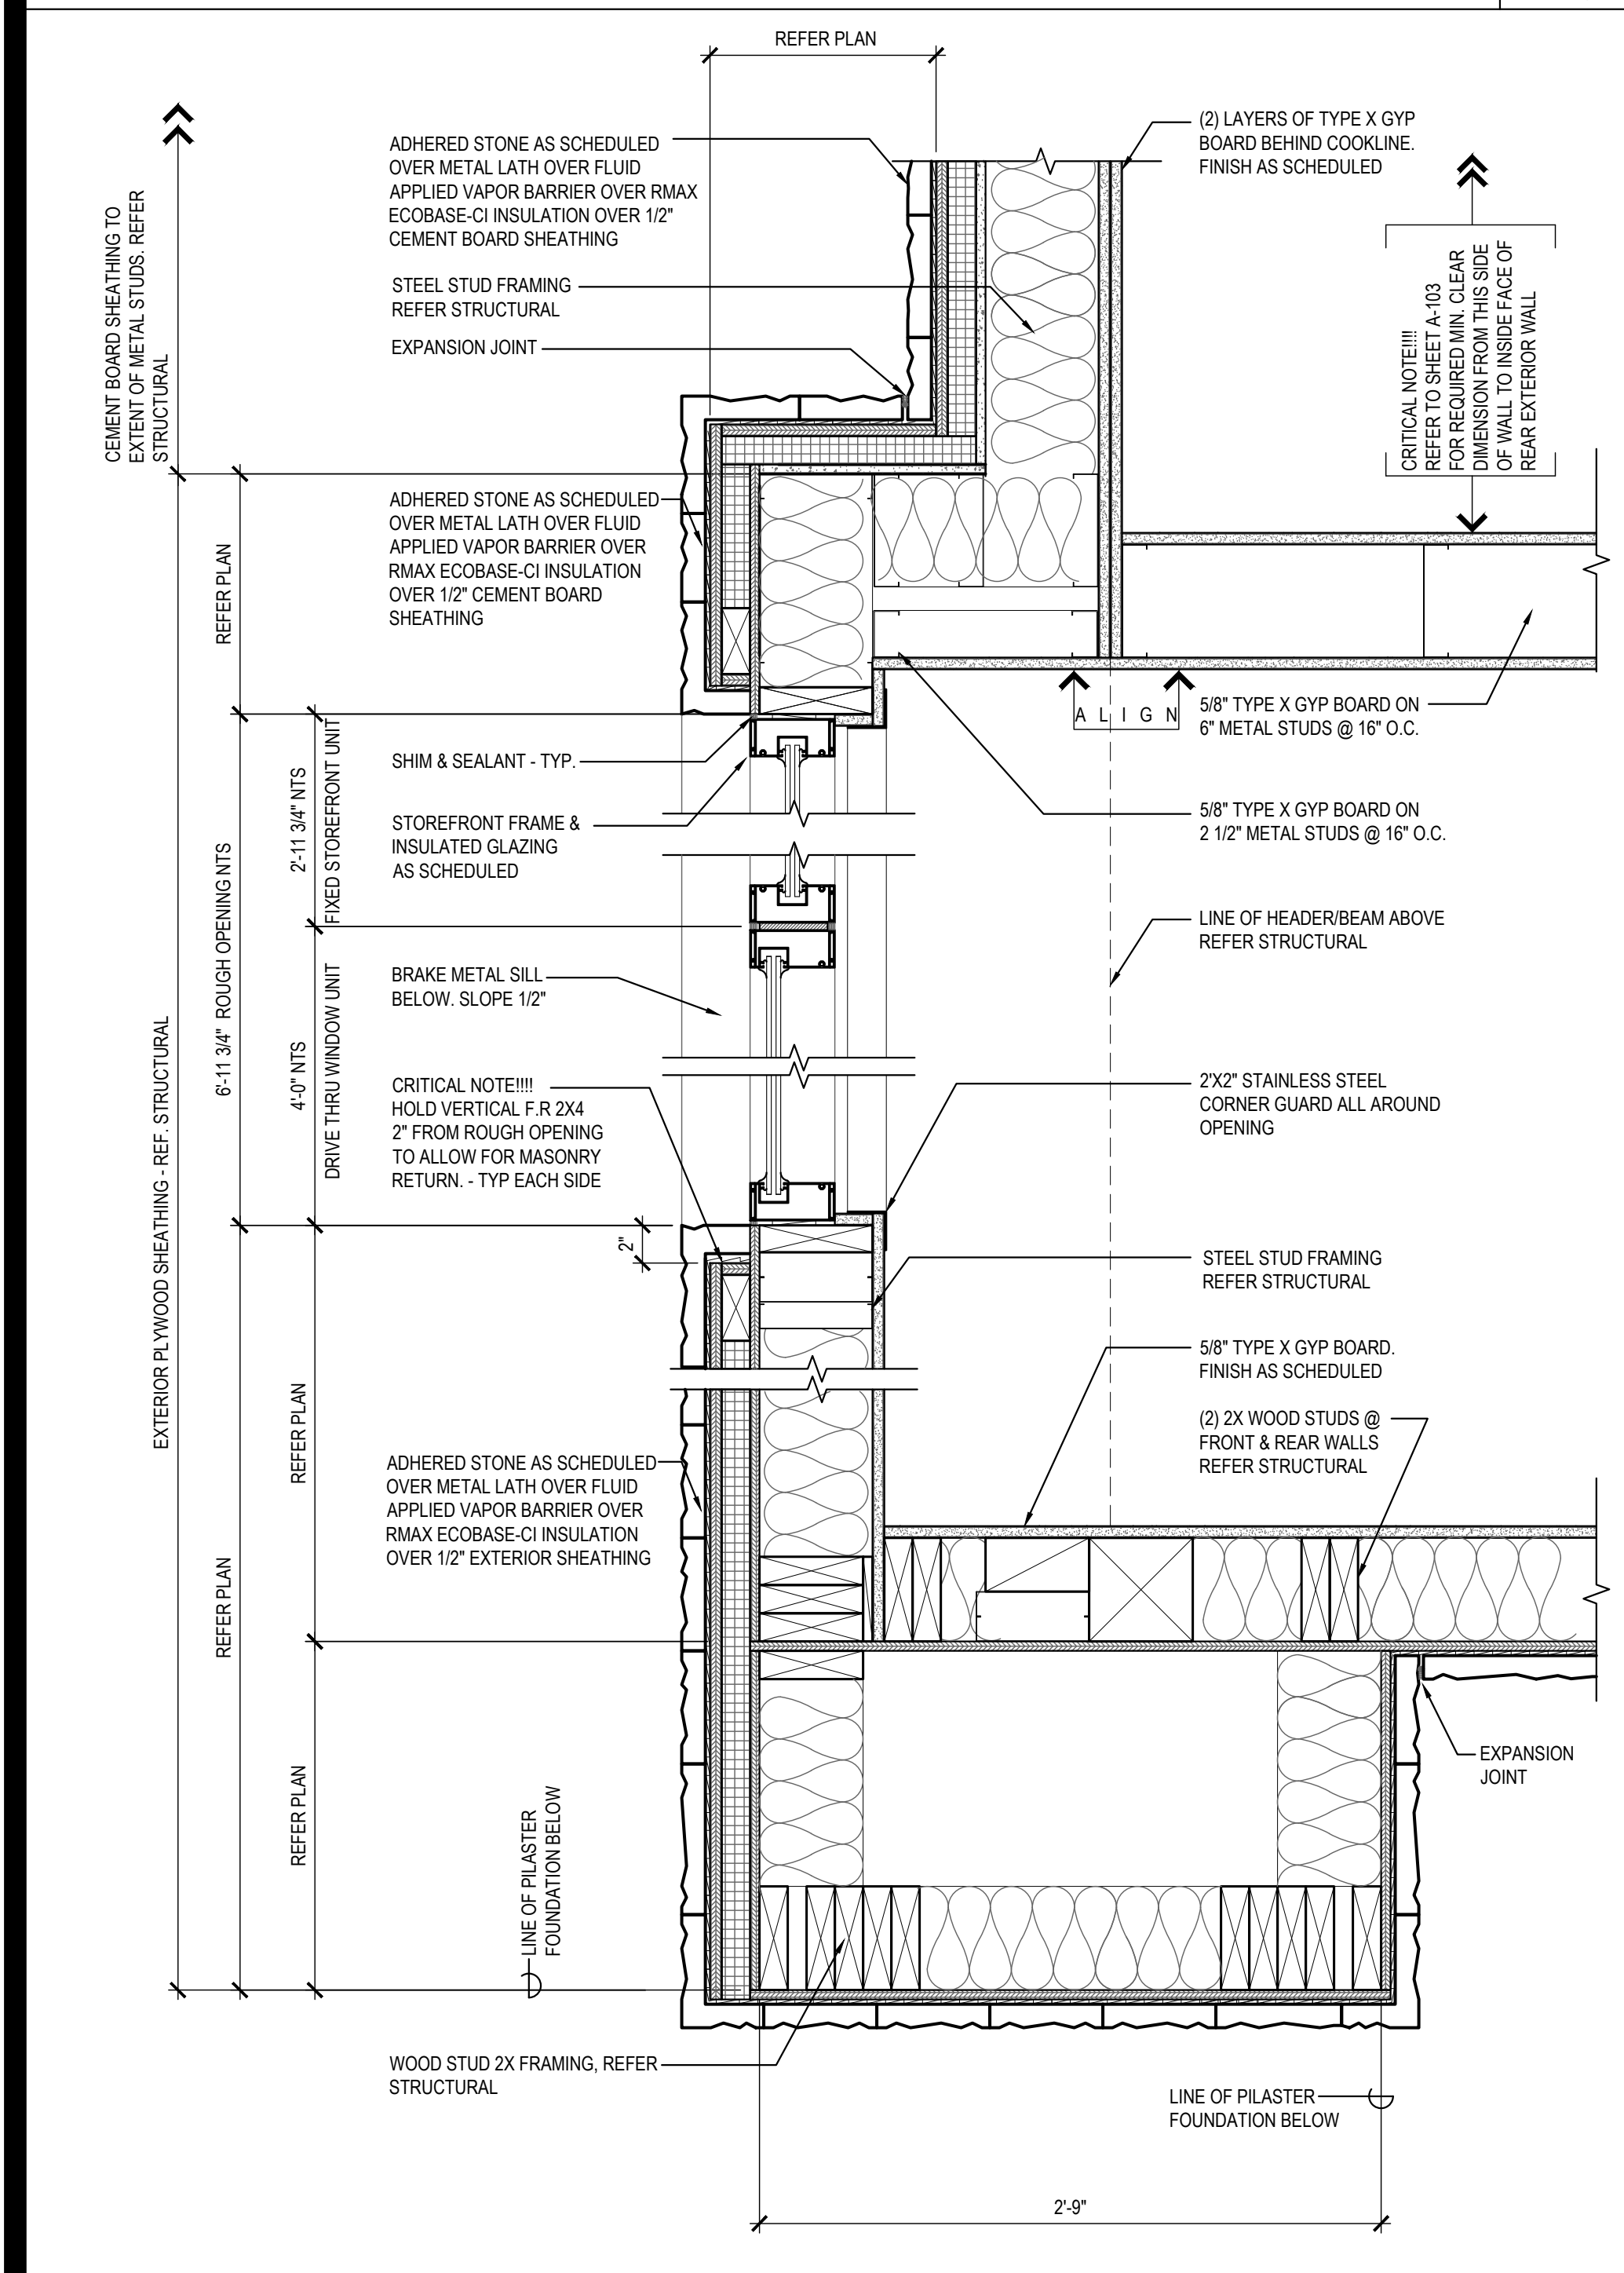 REFER PLAN
ADHERED STONE AS SCHEDULED
OVER METAL LATH OVER FLUID
APPLIED VAPOR BARRIER OVER RMAX
ECOBASE-CI INSULATION OVER 1/2"
CEMENT BOARD SHEATHING
(2) LAYERS OF TYPE X GYP
BOARD BEHIND COOKLINE.
FINISH AS SCHEDULED
CEMENT BOARD SHEATHING TO
EXTENT OF METAL STUDS. REFER
STRUCTURAL
STEEL STUD FRAMING
REFER STRUCTURAL
EXPANSION JOINT
CRITICAL NOTE!!!!
REFER TO SHEET A-103
FOR REQUIRED MIN. CLEAR
DIMENSION FROM THIS SIDE
OF WALL TO INSIDE FACE OF
REAR EXTERIOR WALL
ADHERED STONE AS SCHEDULED
OVER METAL LATH OVER FLUID
APPLIED VAPOR BARRIER OVER
RMAX ECOBASE-CI INSULATION
OVER 1/2" CEMENT BOARD
SHEATHING
REFER PLAN
ALIGN
5/8" TYPE X GYP BOARD ON
6" METAL STUDS @ 16" O.C.
SHIM & SEALANT - TYP.
2'-11 3/4" NTS
FIXED STOREFRONT UNIT
STOREFRONT FRAME &
INSULATED GLAZING
AS SCHEDULED
5/8" TYPE X GYP BOARD ON
2 1/2" METAL STUDS @ 16" O.C.
6'-11 3/4" ROUGH OPENING NTS
LINE OF HEADER/BEAM ABOVE
REFER STRUCTURAL
BRAKE METAL SILL
BELOW. SLOPE 1/2"
4'-0" NTS
DRIVE THRU WINDOW UNIT
EXTERIOR PLYWOOD SHEATHING - REF. STRUCTURAL
CRITICAL NOTE!!!!
HOLD VERTICAL F.R 2X4
2" FROM ROUGH OPENING
TO ALLOW FOR MASONRY
RETURN. - TYP EACH SIDE
2'X2" STAINLESS STEEL
CORNER GUARD ALL AROUND
OPENING
2"
STEEL STUD FRAMING
REFER STRUCTURAL
5/8" TYPE X GYP BOARD.
FINISH AS SCHEDULED
REFER PLAN
(2) 2X WOOD STUDS @
FRONT & REAR WALLS
REFER STRUCTURAL
ADHERED STONE AS SCHEDULED
OVER METAL LATH OVER FLUID
APPLIED VAPOR BARRIER OVER
RMAX ECOBASE-CI INSULATION
OVER 1/2" EXTERIOR SHEATHING
REFER PLAN
REFER PLAN
EXPANSION
JOINT
LINE OF PILASTER
FOUNDATION BELOW
WOOD STUD 2X FRAMING, REFER
STRUCTURAL
LINE OF PILASTER
FOUNDATION BELOW
2'-9"